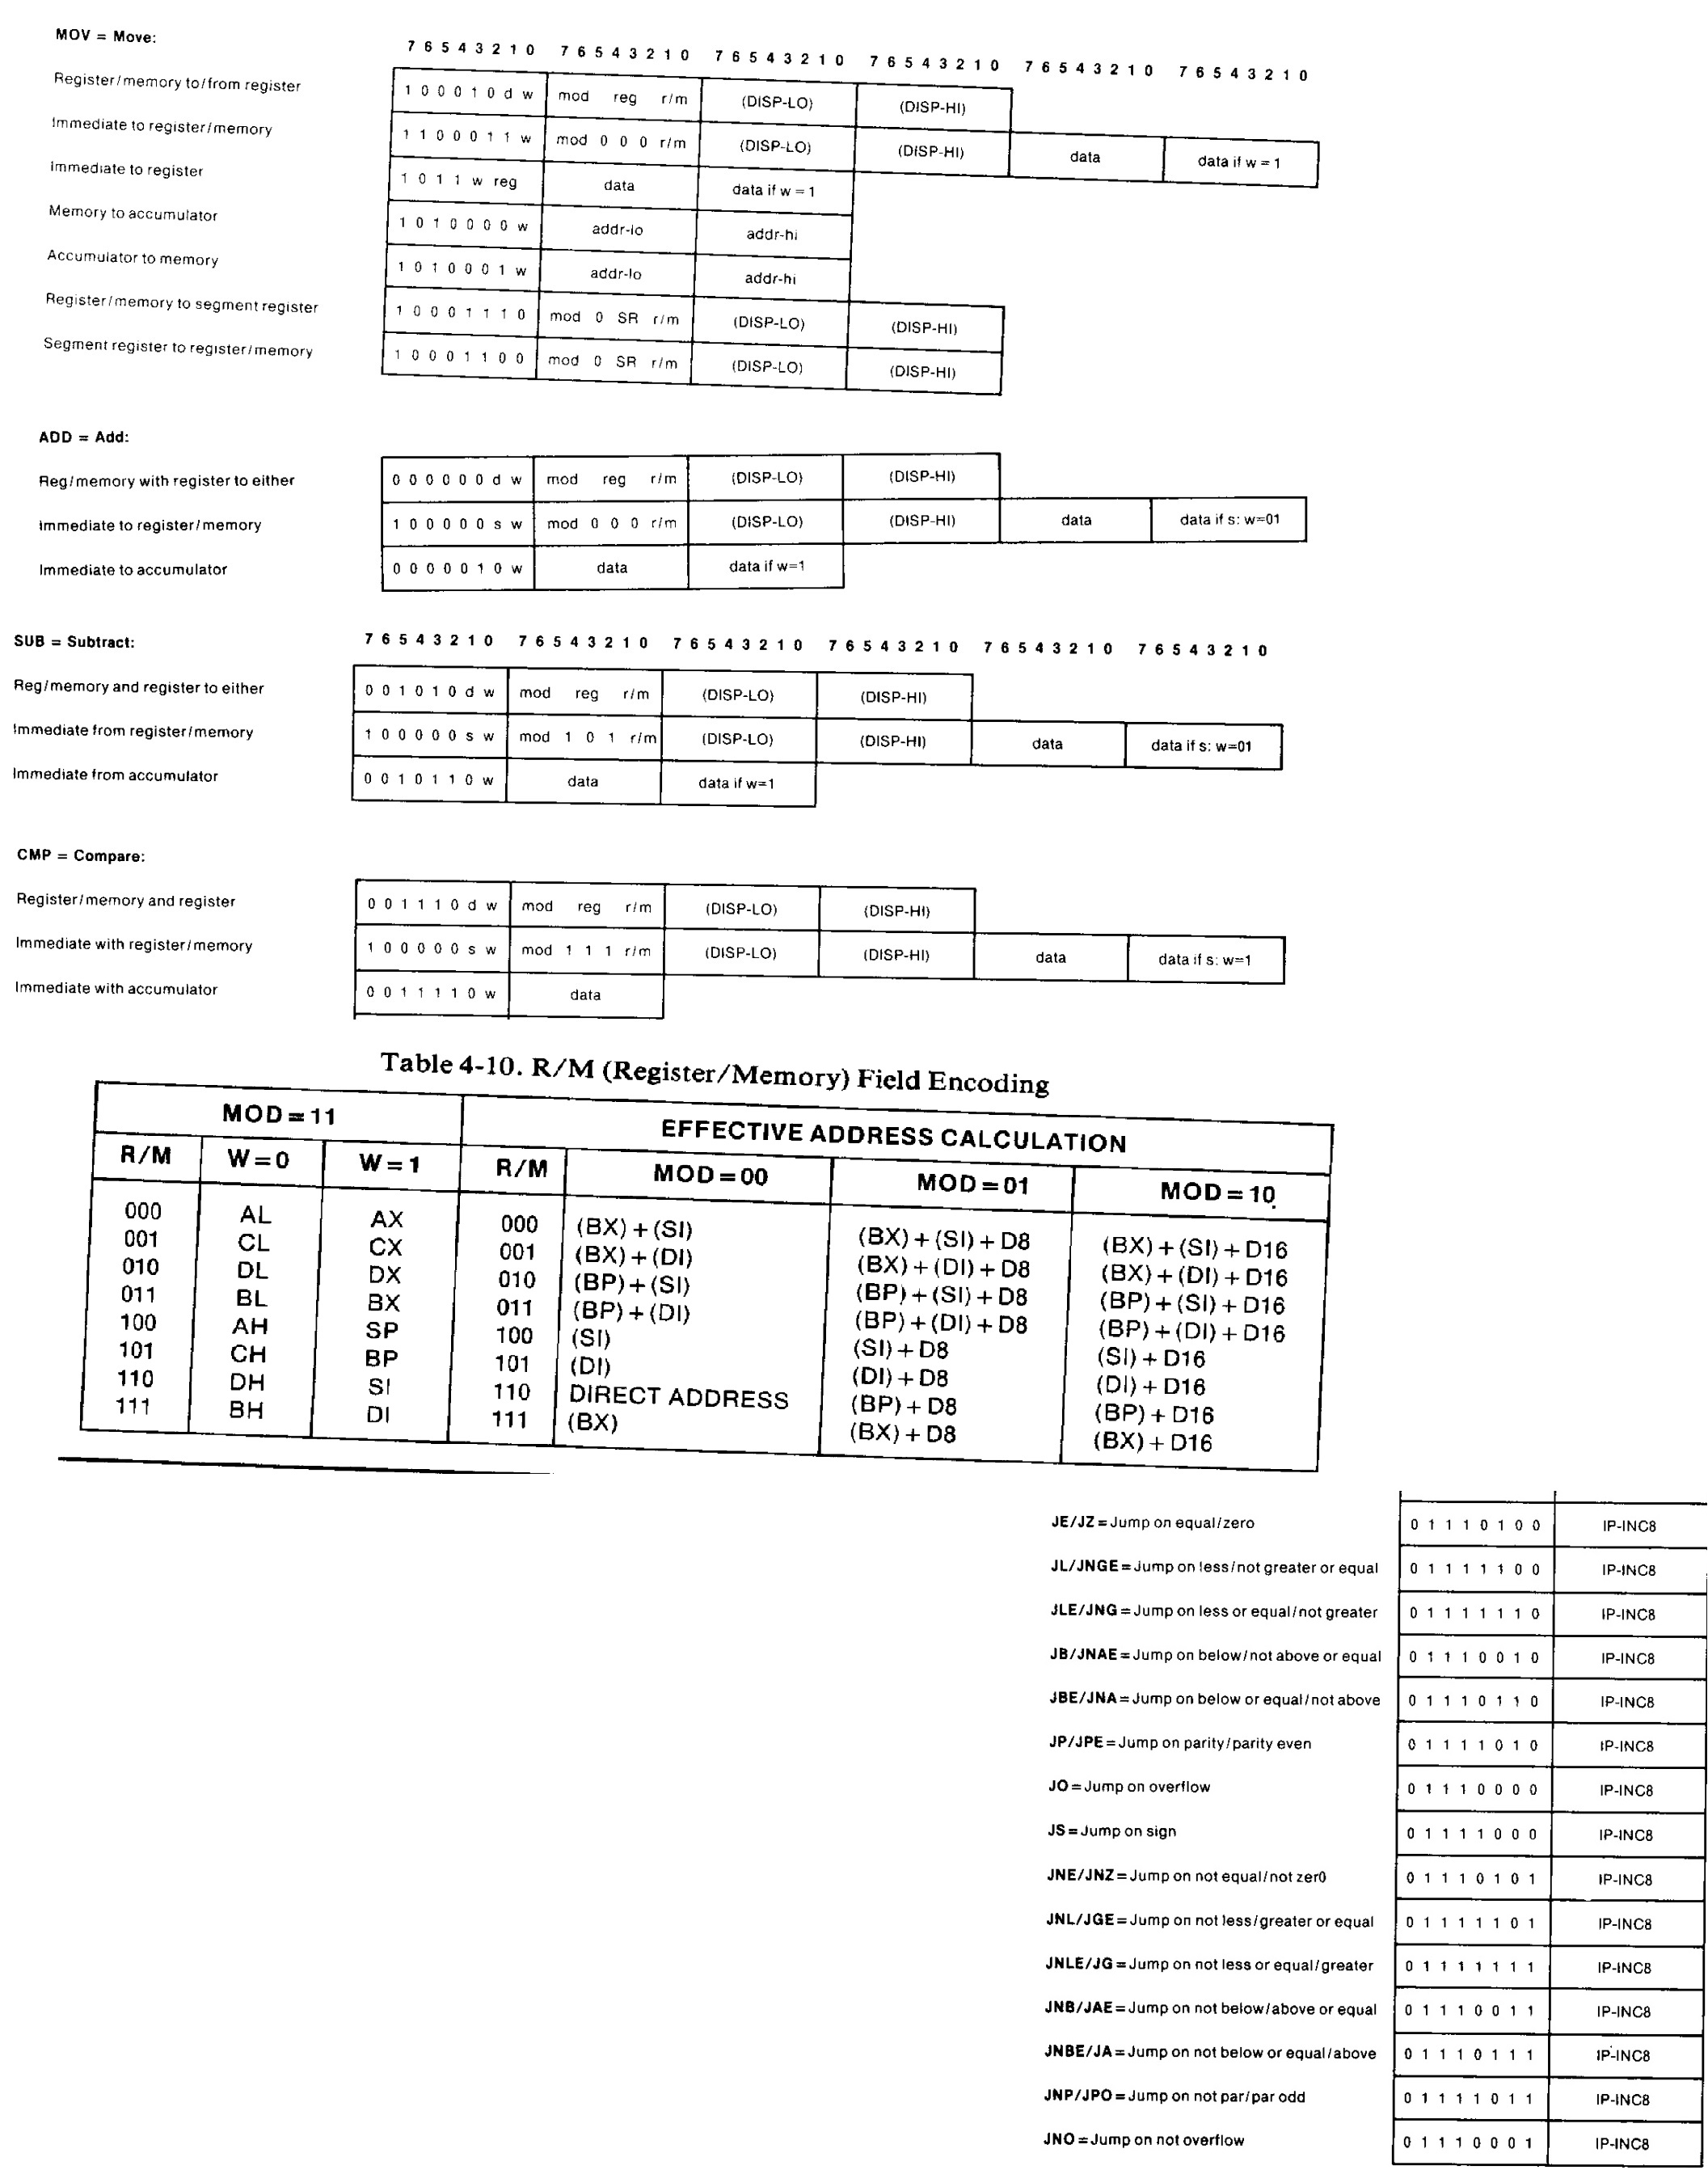 MOV = Move:
7 6 5 4 3 2 1 0 7 6 5 4 3 2 1 0 7 6 5 4 3 2 1 0 7 6 5 4 3 2 1 0 7 6 5 4 3 2 1 0 7 6 5 4 3 2 1 0
Register/memory to/from register 1 0 0 0 1 0 d w mod reg r/m (DISP-LO) (DISP-HI)
Immediate to register/memory 1 1 0 0 0 1 1 w mod 0 0 0 r/m (DISP-LO) (DISP-HI) data data if w = 1
Immediate to register 1 0 1 1 w reg data data if w = 1
Memory to accumulator 1 0 1 0 0 0 0 w addr-lo addr-hi
Accumulator to memory 1 0 1 0 0 0 1 w addr-lo addr-hi
Register/memory to segment register 1 0 0 0 1 1 1 0 mod 0 SR r/m (DISP-LO) (DISP-HI)
Segment register to register/memory 1 0 0 0 1 1 0 0 mod 0 SR r/m (DISP-LO) (DISP-HI)
ADD = Add:
Reg/memory with register to either 0 0 0 0 0 0 d w mod reg r/m (DISP-LO) (DISP-HI)
Immediate to register/memory 1 0 0 0 0 0 s w mod 0 0 0 r/m (DISP-LO) (DISP-HI) data data if s: w=01
Immediate to accumulator 0 0 0 0 0 1 0 w data data if w=1
SUB = Subtract: 7 6 5 4 3 2 1 0 7 6 5 4 3 2 1 0 7 6 5 4 3 2 1 0 7 6 5 4 3 2 1 0 7 6 5 4 3 2 1 0 7 6 5 4 3 2 1 0
Reg/memory and register to either 0 0 1 0 1 0 d w mod reg r/m (DISP-LO) (DISP-HI)
Immediate from register/memory 1 0 0 0 0 0 s w mod 1 0 1 r/m (DISP-LO) (DISP-HI) data data if s: w=01
Immediate from accumulator 0 0 1 0 1 1 0 w data data if w=1
CMP = Compare:
Register/memory and register 0 0 1 1 1 0 d w mod reg r/m (DISP-LO) (DISP-HI)
Immediate with register/memory 1 0 0 0 0 0 s w mod 1 1 1 r/m (DISP-LO) (DISP-HI) data data if s: w=1
Immediate with accumulator 0 0 1 1 1 1 0 w data
Table 4-10. R/M (Register/Memory) Field Encoding
MOD = 11 EFFECTIVE ADDRESS CALCULATION
R/M W = 0 W = 1 R/M MOD = 00 MOD = 01 MOD = 10
000 AL AX 000 (BX) + (SI) (BX) + (SI) + D8 (BX) + (SI) + D16
001 CL CX 001 (BX) + (DI) (BX) + (DI) + D8 (BX) + (DI) + D16
010 DL DX 010 (BP) + (SI) (BP) + (SI) + D8 (BP) + (SI) + D16
011 BL BX 011 (BP) + (DI) (BP) + (DI) + D8 (BP) + (DI) + D16
100 AH SP 100 (SI) (SI) + D8 (SI) + D16
101 CH BP 101 (DI) (DI) + D8 (DI) + D16
110 DH SI 110 DIRECT ADDRESS (BP) + D8 (BP) + D16
111 BH DI 111 (BX) (BX) + D8 (BX) + D16
JE/JZ = Jump on equal/zero 0 1 1 1 0 1 0 0 IP-INC8
JL/JNGE = Jump on less/not greater or equal 0 1 1 1 1 1 0 0 IP-INC8
JLE/JNG = Jump on less or equal/not greater 0 1 1 1 1 1 1 0 IP-INC8
JB/JNAE = Jump on below/not above or equal 0 1 1 1 0 0 1 0 IP-INC8
JBE/JNA = Jump on below or equal/not above 0 1 1 1 0 1 1 0 IP-INC8
JP/JPE = Jump on parity/parity even 0 1 1 1 1 0 1 0 IP-INC8
JO = Jump on overflow 0 1 1 1 0 0 0 0 IP-INC8
JS = Jump on sign 0 1 1 1 1 0 0 0 IP-INC8
JNE/JNZ = Jump on not equal/not zer0 0 1 1 1 0 1 0 1 IP-INC8
JNL/JGE = Jump on not less/greater or equal 0 1 1 1 1 1 0 1 IP-INC8
JNLE/JG = Jump on not less or equal/greater 0 1 1 1 1 1 1 1 IP-INC8
JNB/JAE = Jump on not below/above or equal 0 1 1 1 0 0 1 1 IP-INC8
JNBE/JA = Jump on not below or equal/above 0 1 1 1 0 1 1 1 IP-INC8
JNP/JPO = Jump on not par/par odd 0 1 1 1 1 0 1 1 IP-INC8
JNO = Jump on not overflow 0 1 1 1 0 0 0 1 IP-INC8